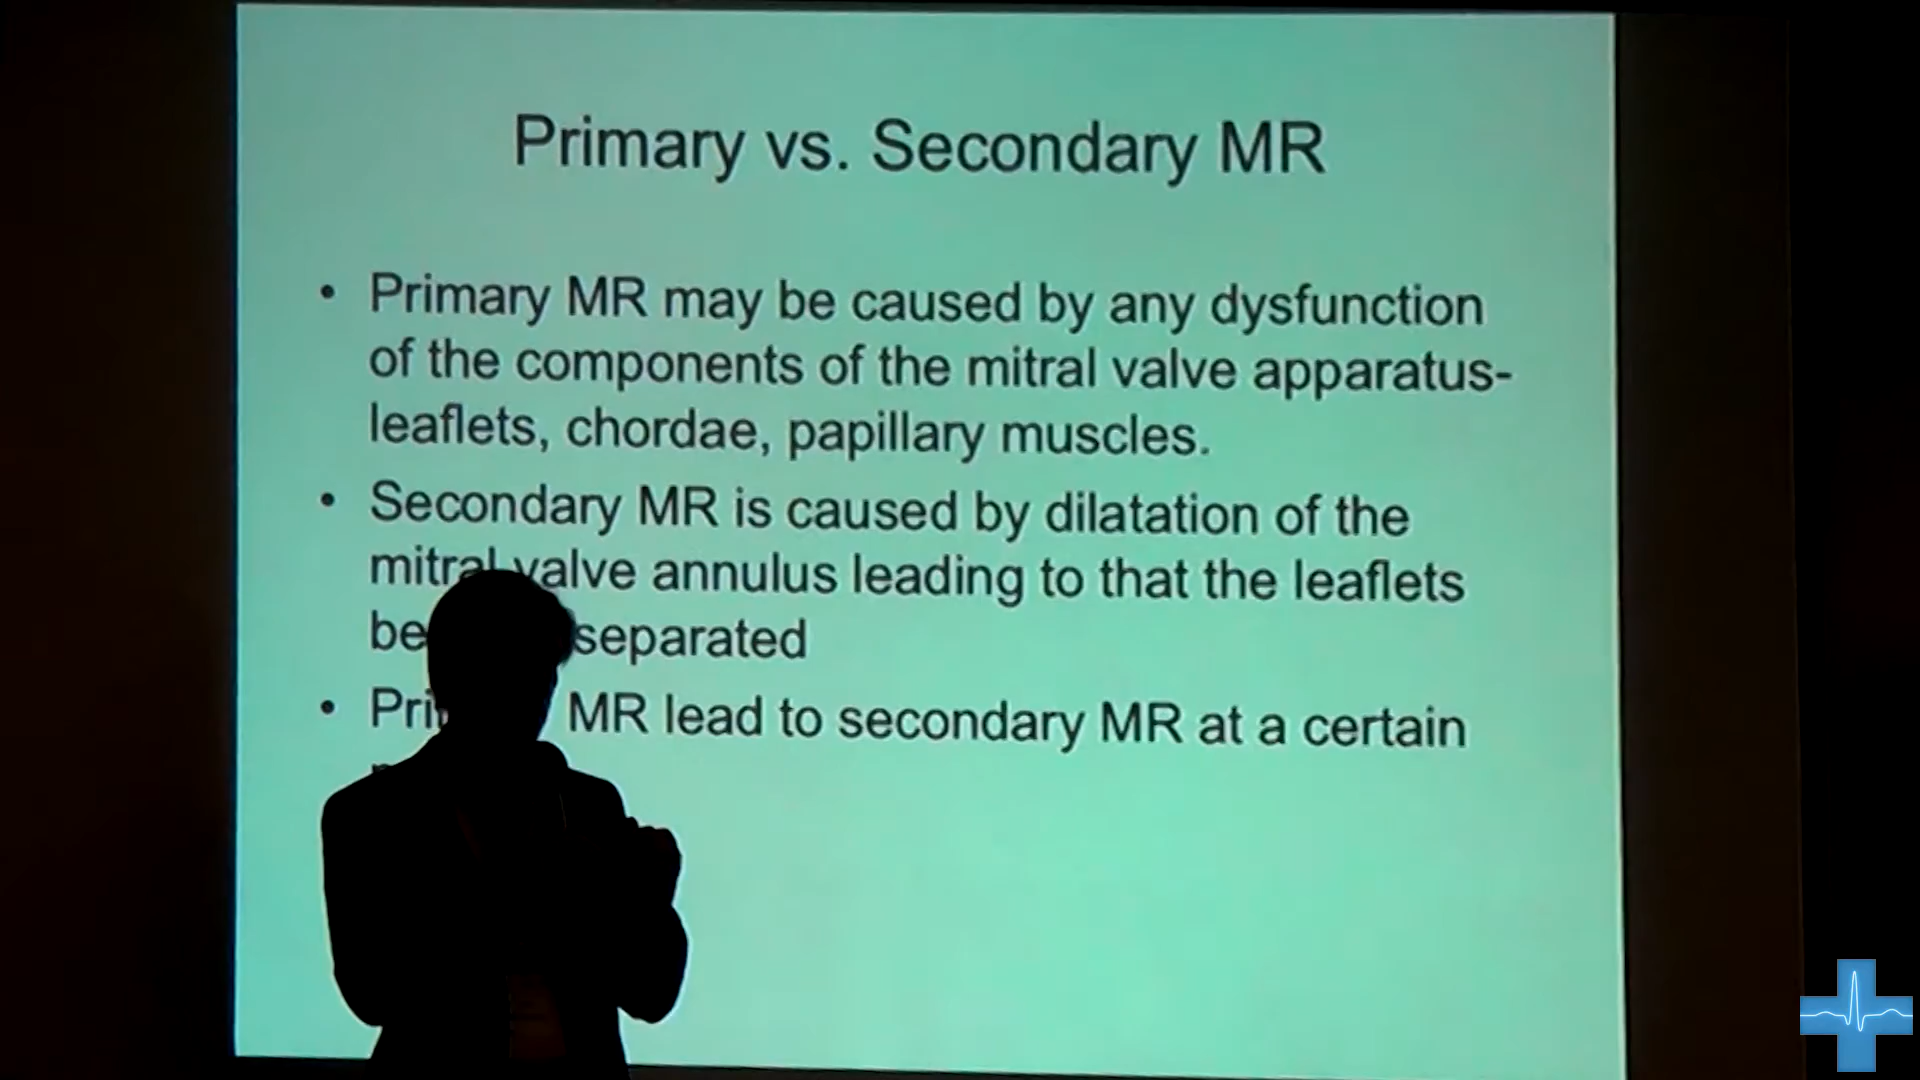 Primary vs. Secondary MR
• Primary MR may be caused by any dysfunction
of the components of the mitral valve apparatus-
leaflets, chordae, papillary muscles.
• Secondary MR is caused by dilatation of the
mitral valve annulus leading to that the leaflets
separated
• MR lead to secondary MR at a certain